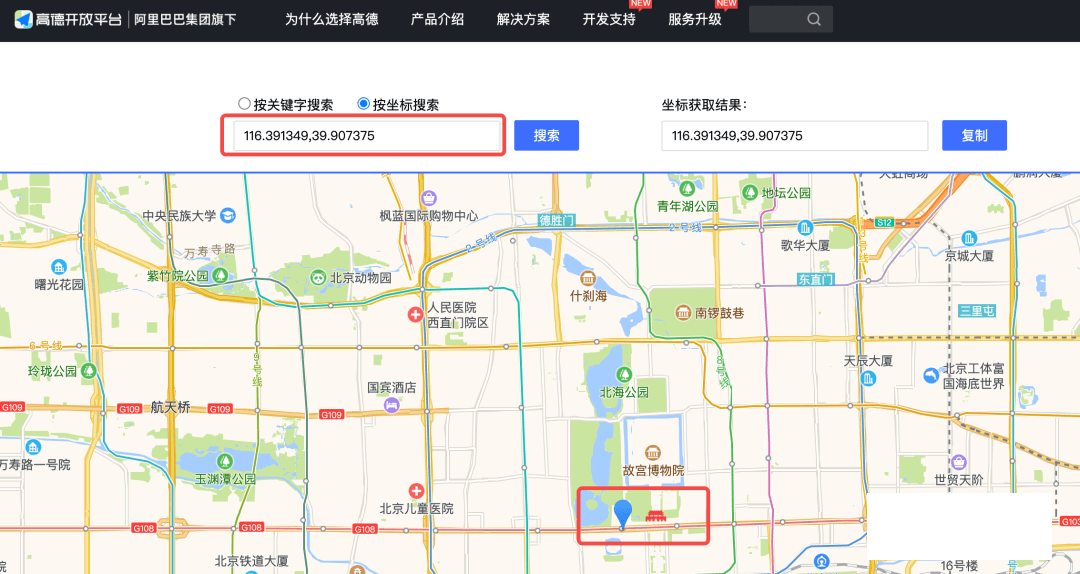 高德开放平台 阿里巴巴集团旗下 为什么选择高德 产品介绍 解决方案 开发支持 NEW 服务升级 NEW
按关键字搜索 按坐标搜索 坐标获取结果：
116.391349,39.907375 搜索 116.391349,39.907375 复制
青年湖公园
地坛公园
中央民族大学
枫蓝国际购物中心
德胜门
2号线
2号线
S12
歌华大厦
京城大厦
万寿寺路
紫竹院公园
北京动物园
曙光花园
东直门
什刹海
人民医院
西直门院区
南锣鼓巷
三里屯
6号线
9号线
8号线
玲珑公园
国宾酒店
天辰大厦
北京工体富
国海底世界
北海公园
G109
航天桥
G109
G109
G109
万寿路一号院
玉渊潭公园
故宫博物院
世贸天阶
北京儿童医院
G108
G108
G108
G103
北京铁道大厦
16号楼
号
院